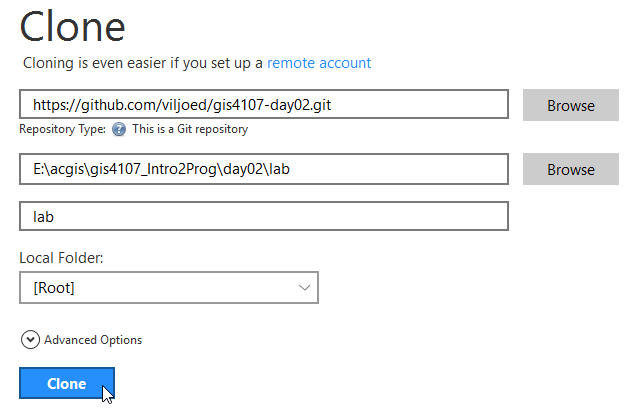 Clone
Cloning is even easier if you set up a remote account
https://github.com/viljoed/gis4107-day02.git
Browse
Repository Type: ? This is a Git repository
E:\acgis\gis4107_Intro2Prog\day02\lab
Browse
lab
Local Folder:
[Root]
Advanced Options
Clone